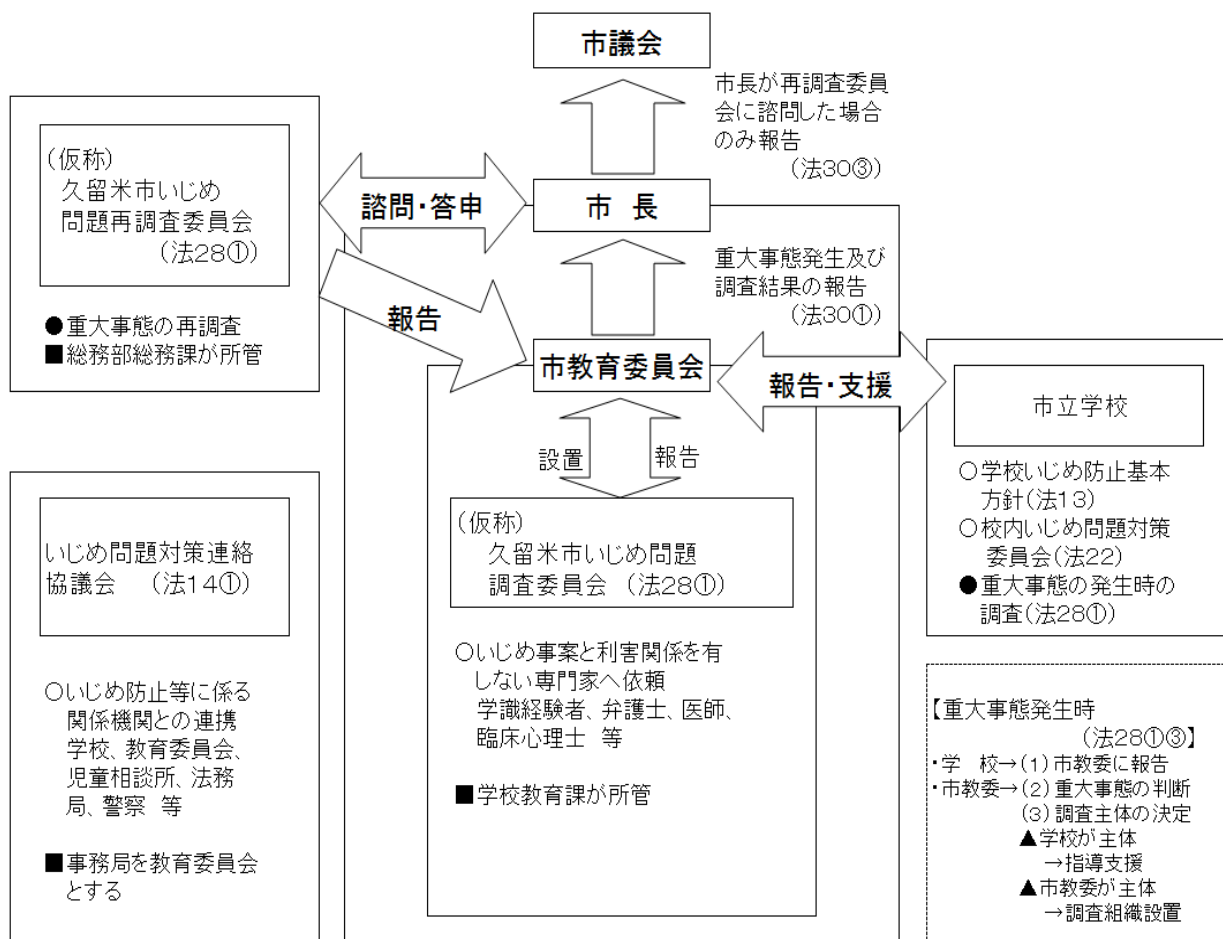 市議会
市長が再調査委員
会に諮問した場合
のみ報告
(法30③)
(仮称)
久留米市いじめ
問題再調査委員会
(法28①)
●重大事態の再調査
■総務部総務課が所管
諮問・答申
市　長
重大事態発生及び
調査結果の報告
(法30①)
報告
市教育委員会
報告・支援
設置
報告
(仮称)
久留米市いじめ問題
調査委員会 (法28①)
○いじめ事案と利害関係を有
しない専門家へ依頼
学識経験者、弁護士、医師、
臨床心理士　等
■学校教育課が所管
市立学校
○学校いじめ防止基本
方針(法13)
○校内いじめ問題対策
委員会(法22)
●重大事態の発生時の
調査(法28①)
いじめ問題対策連絡
協議会　(法14①)
○いじめ防止等に係る
関係機関との連携
学校、教育委員会、
児童相談所、法務
局、警察　等
■事務局を教育委員会
とする
【重大事態発生時
(法28①③】
・学　校→(1) 市教委に報告
・市教委→(2) 重大事態の判断
(3) 調査主体の決定
▲学校が主体
→指導支援
▲市教委が主体
→調査組織設置